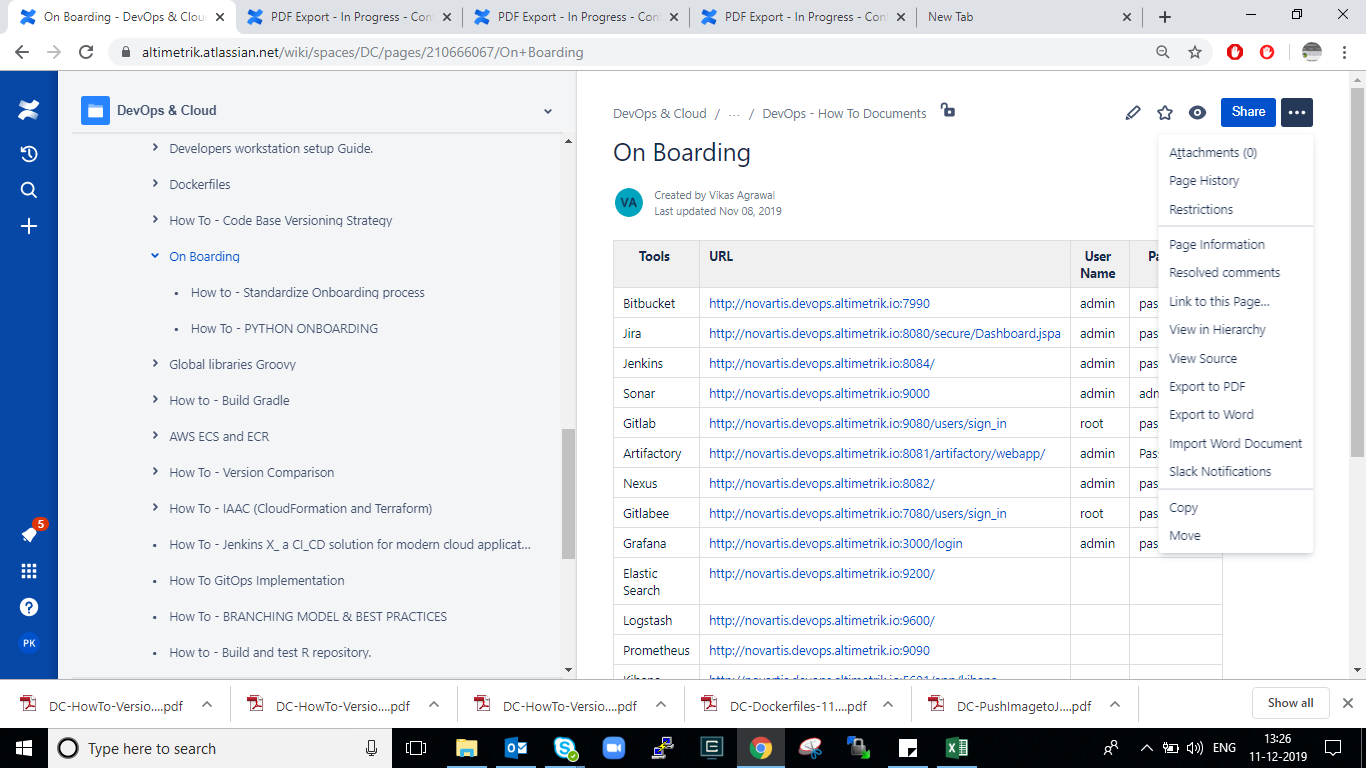 On Boarding - DevOps & Clou
PDF Export - In Progress - Con
PDF Export - In Progress - Con
PDF Export - In Progress - Con
New Tab
altimetrik.atlassian.net/wiki/spaces/DC/pages/210666067/On+Boarding
DevOps & Cloud
Developers workstation setup Guide.
Dockerfiles
How To - Code Base Versioning Strategy
On Boarding
How to - Standardize Onboarding process
How To - PYTHON ONBOARDING
Global libraries Groovy
How to - Build Gradle
AWS ECS and ECR
How To - Version Comparison
How To - IAAC (CloudFormation and Terraform)
How To - Jenkins X_ a CI_CD solution for modern cloud applicat...
How To GitOps Implementation
How To - BRANCHING MODEL & BEST PRACTICES
How to - Build and test R repository.
5
PK
DevOps & Cloud / ... / DevOps - How To Documents
Share
On Boarding
VA
Created by Vikas Agrawal
Last updated Nov 08, 2019
Tools URL User Name Pa
Bitbucket http://novartis.devops.altimetrik.io:7990 admin pas
Jira http://novartis.devops.altimetrik.io:8080/secure/Dashboard.jspa admin pas
Jenkins http://novartis.devops.altimetrik.io:8084/ admin pas
Sonar http://novartis.devops.altimetrik.io:9000 admin adn
Gitlab http://novartis.devops.altimetrik.io:9080/users/sign_in root pas
Artifactory http://novartis.devops.altimetrik.io:8081/artifactory/webapp/ admin Pas
Nexus http://novartis.devops.altimetrik.io:8082/ admin pas
Gitlabee http://novartis.devops.altimetrik.io:7080/users/sign_in root pas
Grafana http://novartis.devops.altimetrik.io:3000/login admin pas
Elastic Search http://novartis.devops.altimetrik.io:9200/
Logstash http://novartis.devops.altimetrik.io:9600/
Prometheus http://novartis.devops.altimetrik.io:9090
Kibana http://novartis.devops.altimetrik.io:5601/app/kibana
Attachments (0)
Page History
Restrictions
Page Information
Resolved comments
Link to this Page...
View in Hierarchy
View Source
Export to PDF
Export to Word
Import Word Document
Slack Notifications
Copy
Move
DC-HowTo-Versio....pdf
DC-HowTo-Versio....pdf
DC-HowTo-Versio....pdf
DC-Dockerfiles-11....pdf
DC-PushImagetoJ....pdf
Show all
Type here to search
ENG
13:26
11-12-2019